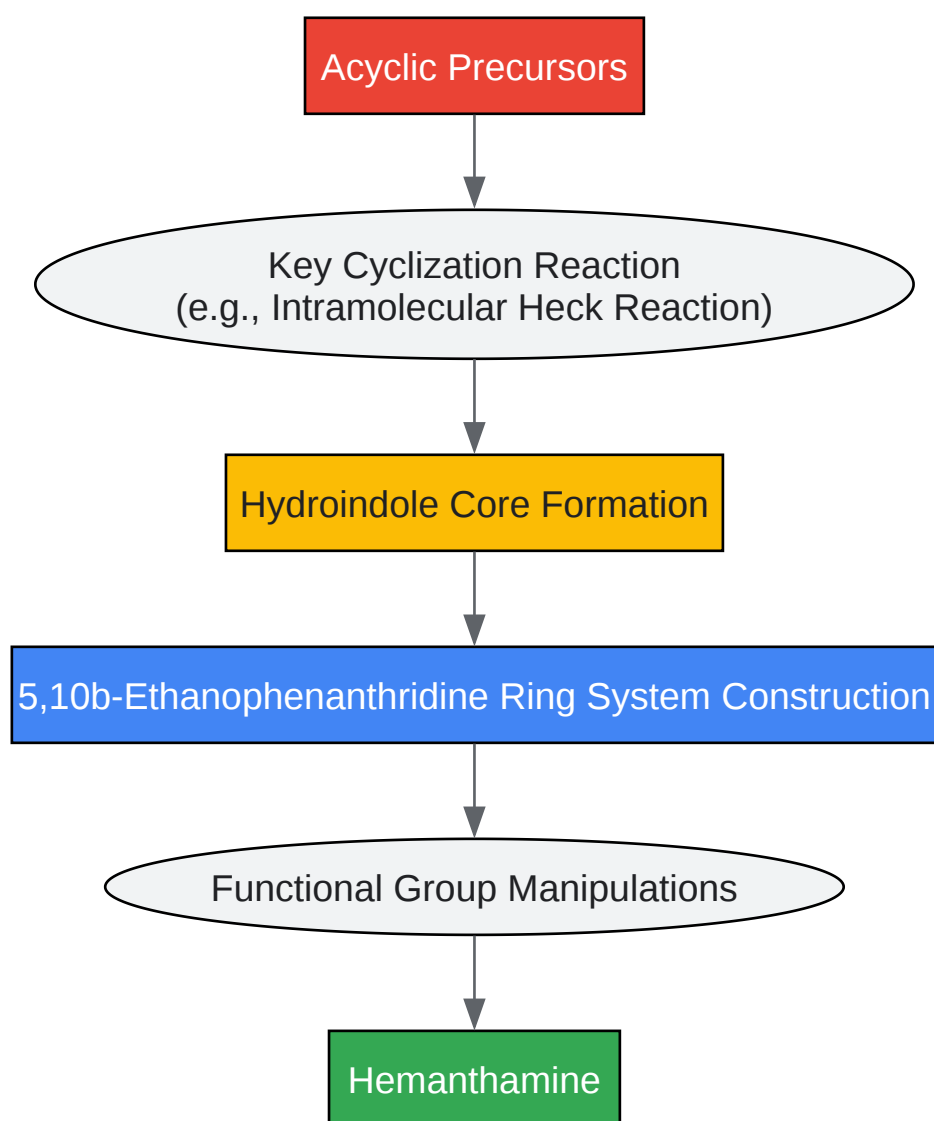 Acyclic Precursors
Key Cyclization Reaction
(e.g., Intramolecular Heck Reaction)
Hydroindole Core Formation
5,10b-Ethanophenanthridine Ring System Construction
Functional Group Manipulations
Hemanthamine